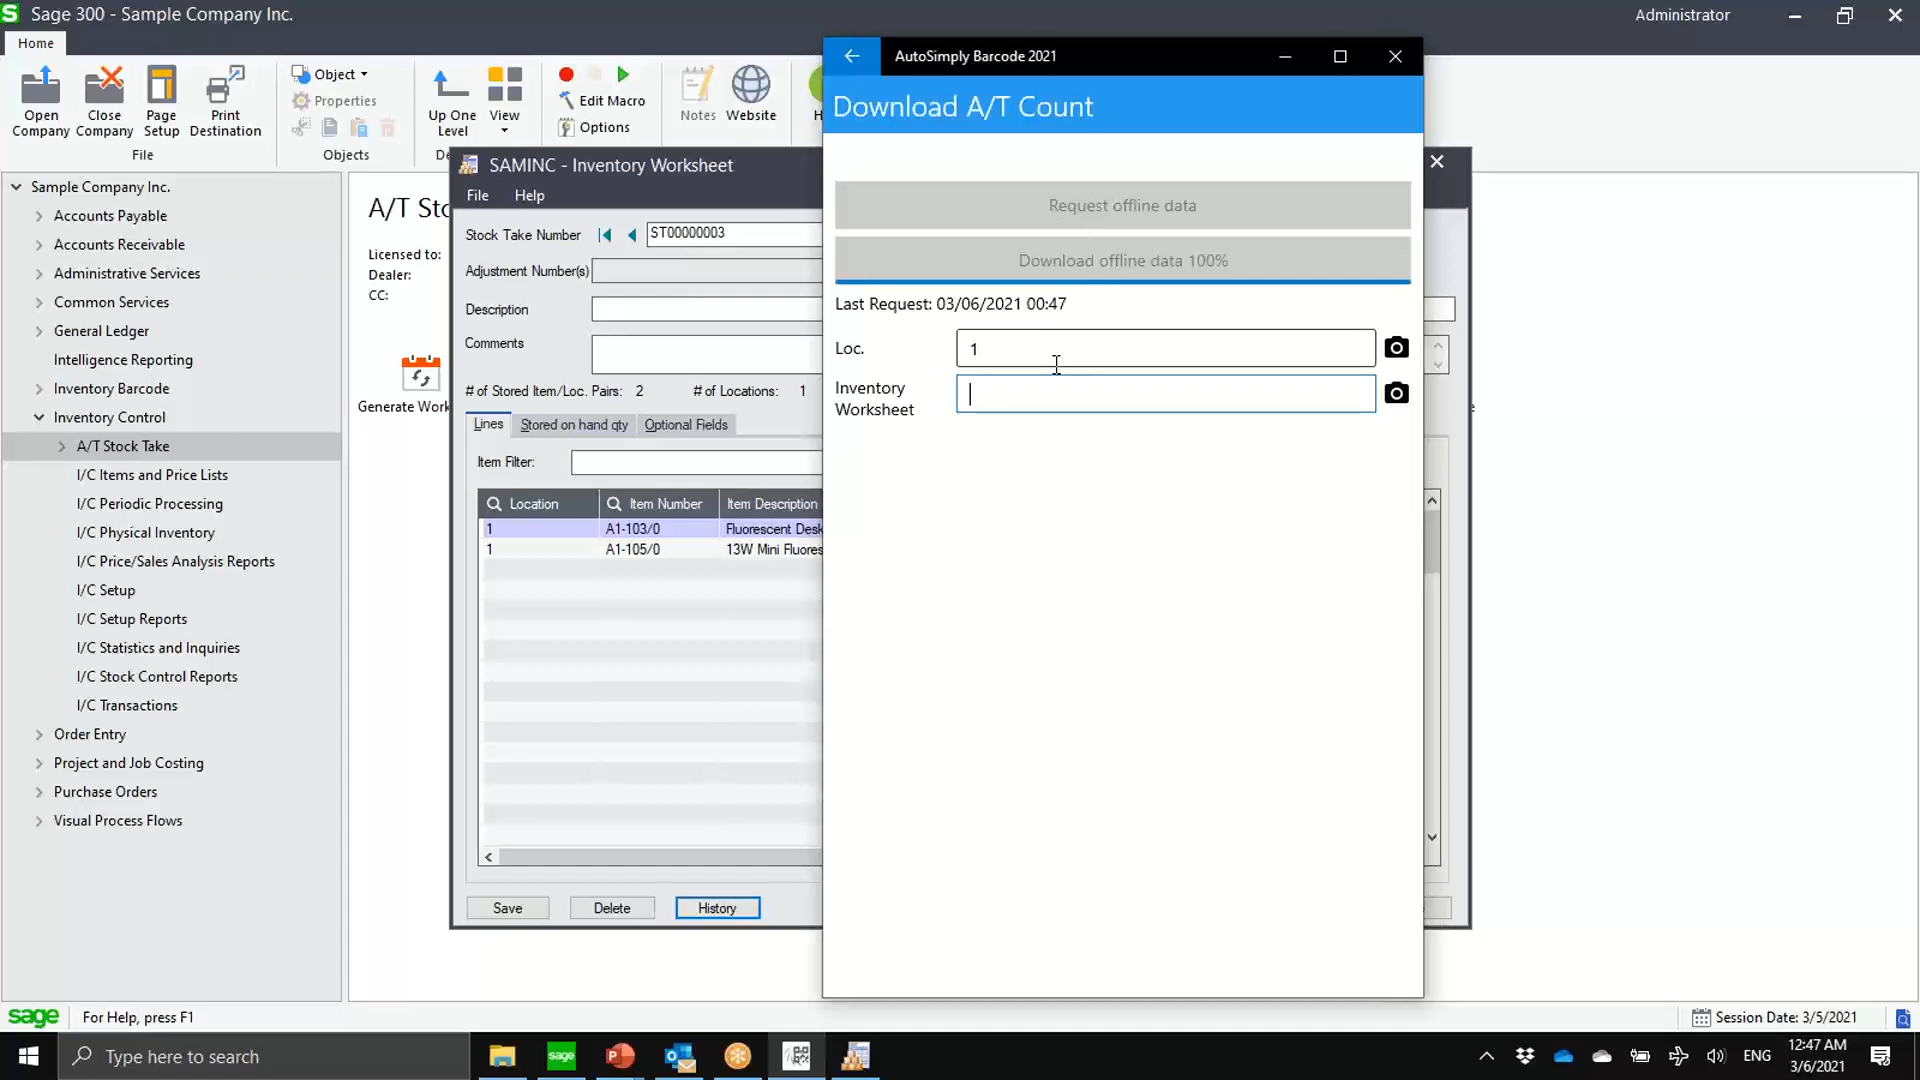 Sage 300 - Sample Company Inc.
Administrator
Home
Open Company
Close Company
Page Setup
Print Destination
File
Object
Properties
Objects
Up One Level
View
Edit Macro
Options
Notes
Website
AutoSimply Barcode 2021
Download A/T Count
Request offline data
Download offline data 100%
Last Request: 03/06/2021 00:47
Loc.
1
Inventory Worksheet
Sample Company Inc.
Accounts Payable
Accounts Receivable
Administrative Services
Common Services
General Ledger
Intelligence Reporting
Inventory Barcode
Inventory Control
A/T Stock Take
I/C Items and Price Lists
I/C Periodic Processing
I/C Physical Inventory
I/C Price/Sales Analysis Reports
I/C Setup
I/C Setup Reports
I/C Statistics and Inquiries
I/C Stock Control Reports
I/C Transactions
Order Entry
Project and Job Costing
Purchase Orders
Visual Process Flows
A/T Sto
Licensed to:
Dealer:
CC:
Generate Work
SAMINC - Inventory Worksheet
File
Help
Stock Take Number
ST00000003
Adjustment Number(s)
Description
Comments
# of Stored Item/Loc. Pairs: 2
# of Locations: 1
Lines
Stored on hand qty
Optional Fields
Item Filter:
Location
Item Number
Item Description
1 A1-103/0 Fluorescent Desk
1 A1-105/0 13W Mini Fluores
Save
Delete
History
sage
For Help, press F1
Session Date: 3/5/2021
Type here to search
sage
ENG
12:47 AM
3/6/2021